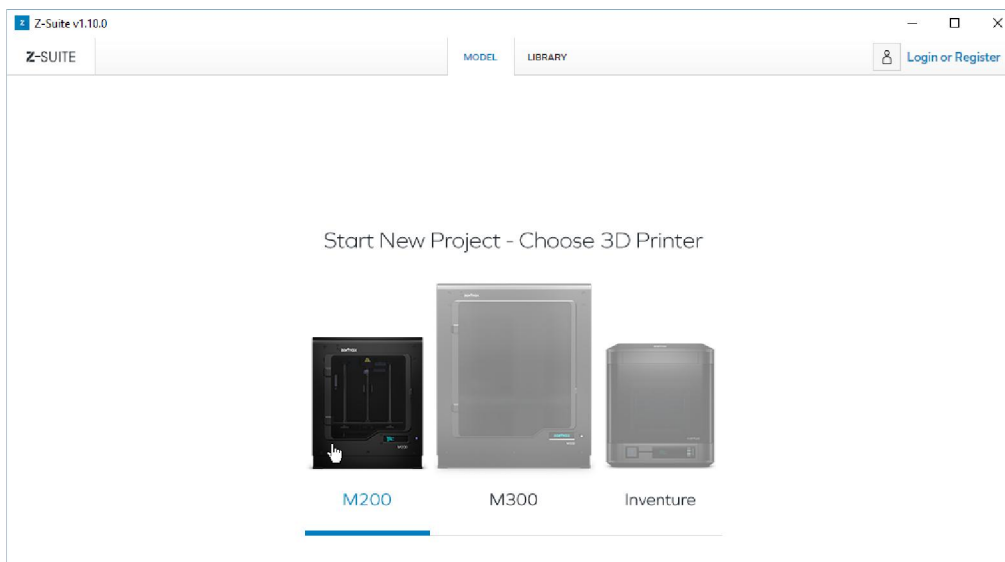 Z-Suite v1.10.0
Z-SUITE
MODEL
LIBRARY
Login or Register
Start New Project - Choose 3D Printer
M200
M300
Inventure